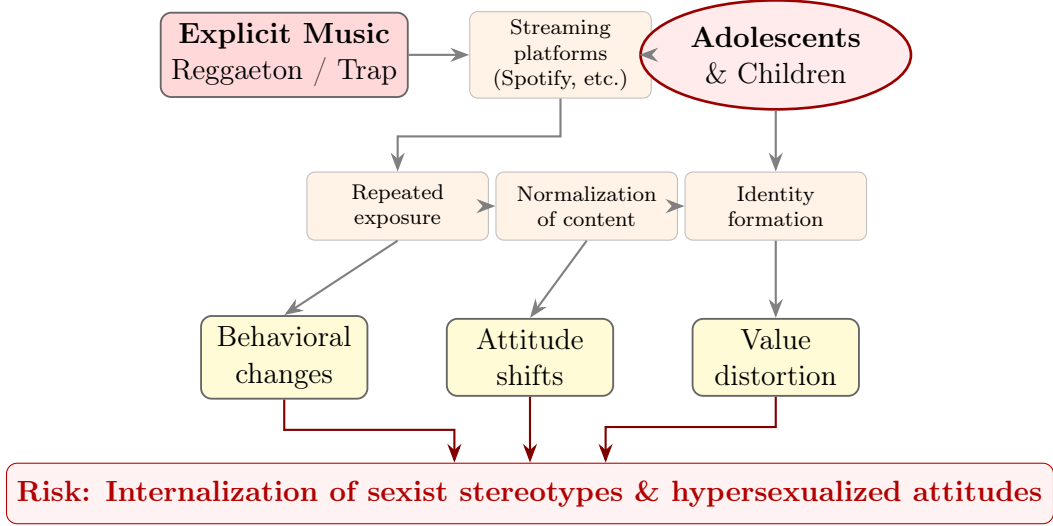 Explicit Music
Reggaeton / Trap
Streaming
platforms
(Spotify, etc.)
Adolescents
& Children
Repeated
exposure
Normalization
of content
Identity
formation
Behavioral
changes
Attitude
shifts
Value
distortion
Risk: Internalization of sexist stereotypes & hypersexualized attitudes